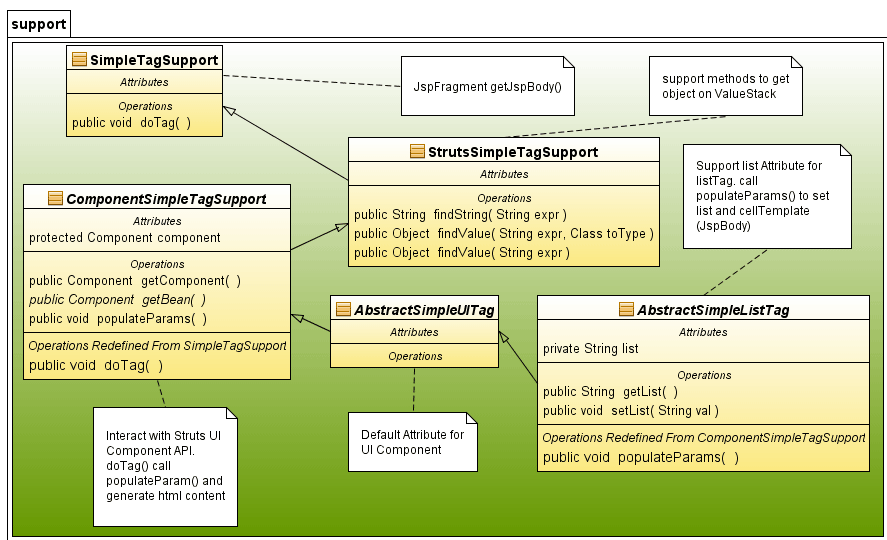 support
SimpleTagSupport
Attributes
Operations
public void doTag( )
JspFragment getJspBody()
support methods to get
object on ValueStack
StrutsSimpleTagSupport
Attributes
Operations
public String findString( String expr )
public Object findValue( String expr, Class toType )
public Object findValue( String expr )
Support list Attribute for
listTag. call
populateParams() to set
list and cellTemplate
(JspBody)
ComponentSimpleTagSupport
Attributes
protected Component component
Operations
public Component getComponent( )
public Component getBean( )
public void populateParams( )
Operations Redefined From SimpleTagSupport
public void doTag( )
AbstractSimpleUITag
Attributes
Operations
AbstractSimpleListTag
Attributes
private String list
Operations
public String getList( )
public void setList( String val )
Operations Redefined From ComponentSimpleTagSupport
public void populateParams( )
Interact with Struts UI
Component API.
doTag() call
populateParam() and
generate html content
Default Attribute for
UI Component